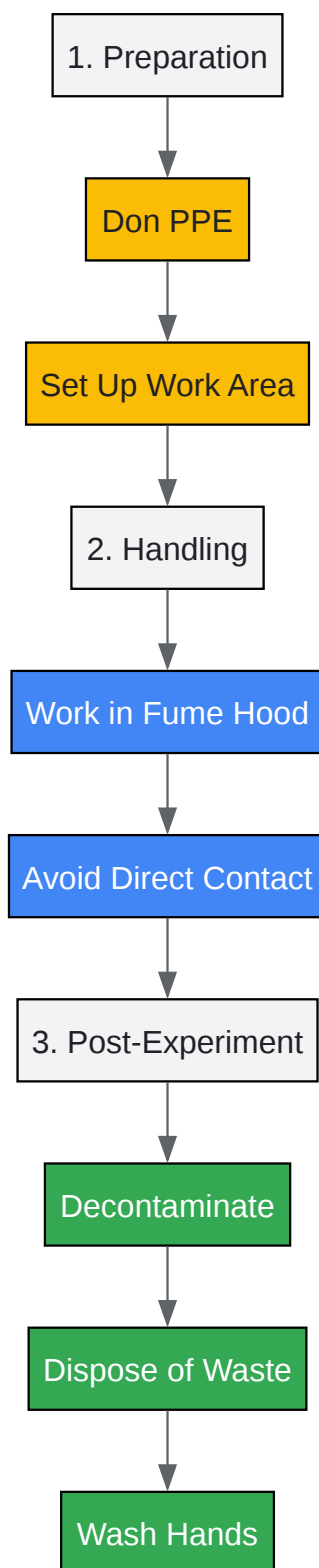 1. Preparation
Don PPE
Set Up Work Area
2. Handling
Work in Fume Hood
Avoid Direct Contact
3. Post-Experiment
Decontaminate
Dispose of Waste
Wash Hands